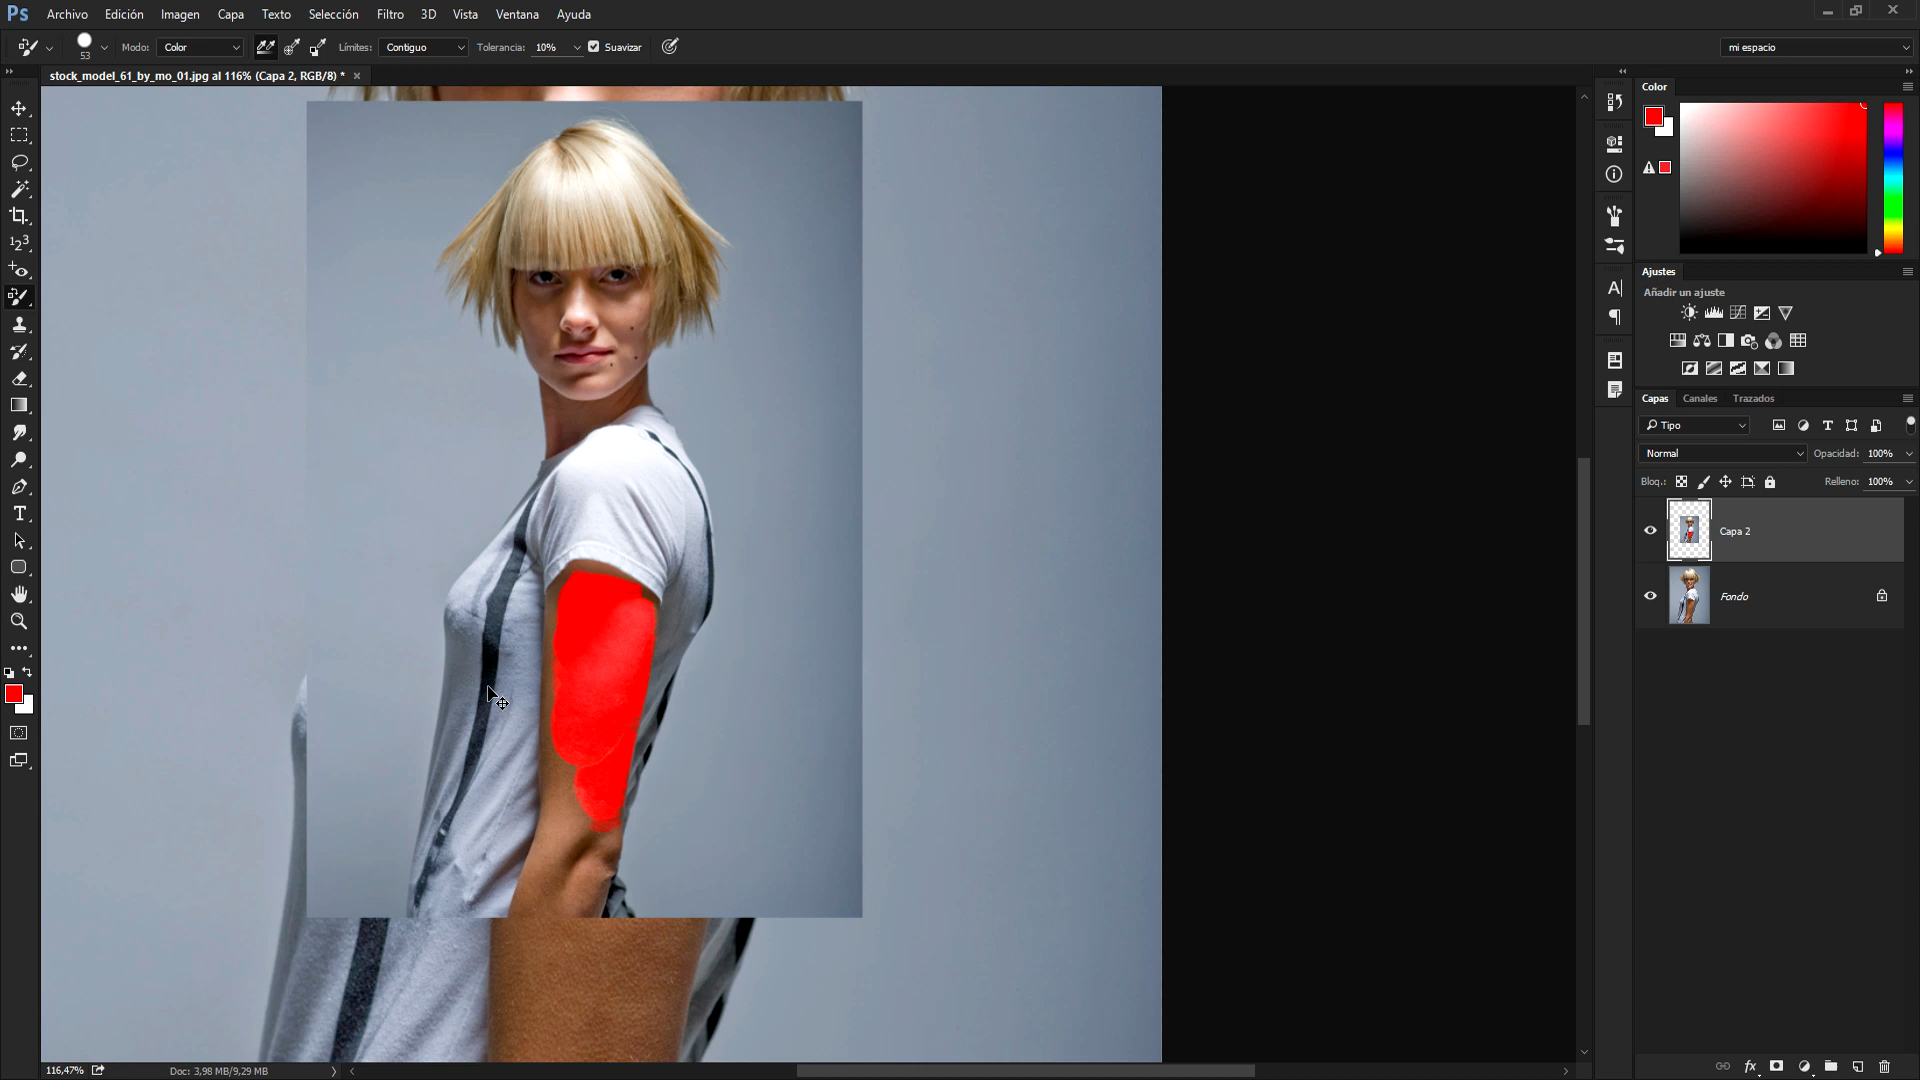 Ps Archivo Edición Imagen Capa Texto Selección Filtro 3D Vista Ventana Ayuda
53 Modo: Color Límites: Contiguo Tolerancia: 10% Suavizar mi espacio
stock_model_61_by_mo_01.jpg al 116% (Capa 2, RGB/8) *
Color
Ajustes
Añadir un ajuste
Capas Canales Trazados
Tipo
Normal Opacidad: 100%
Bloq.: Relleno: 100%
Capa 2
Fondo
116,47% Doc: 3,98 MB/9,29 MB